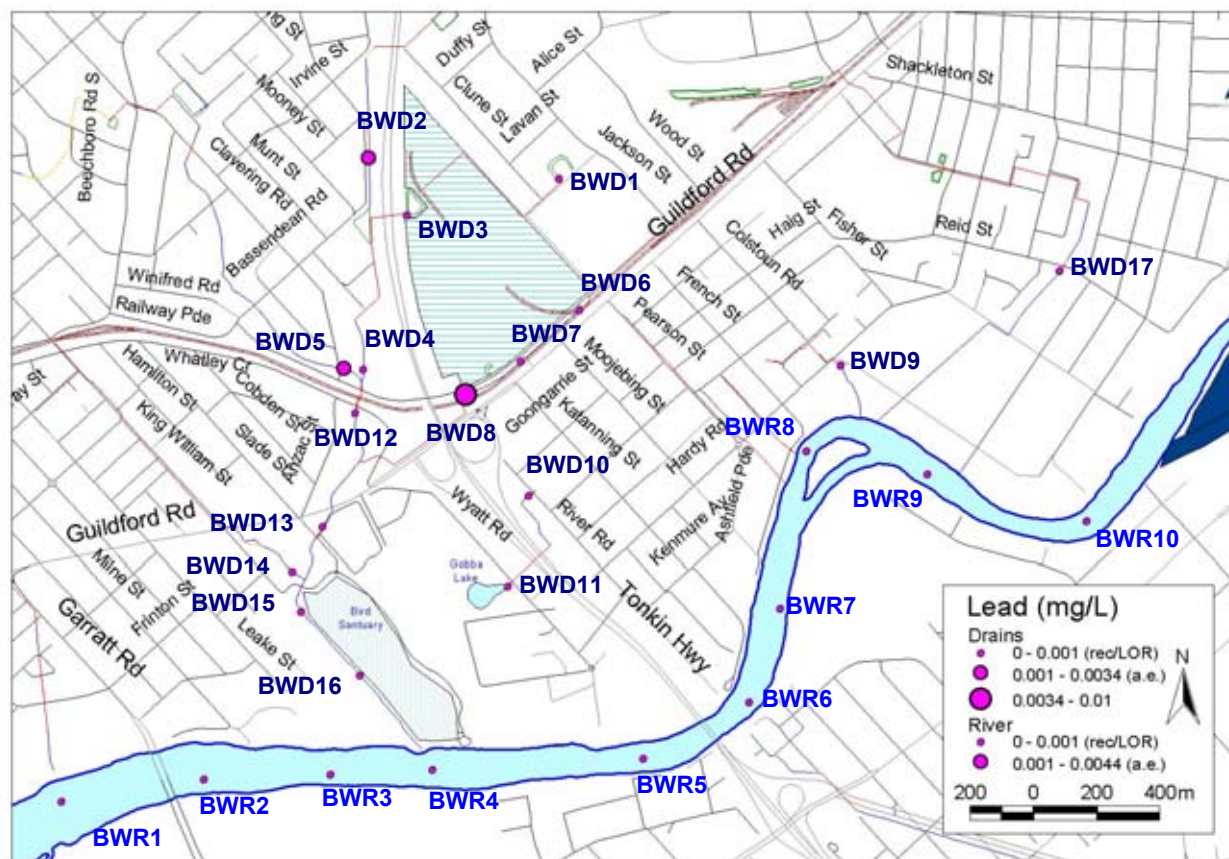 Irvine St
Duffy St
Alice St
Shackleton St
Mooney St
Clune St
Lavan St
Wood St
Jackson St
Beechboro Rd S
BWD2
Munt St
Clavering Rd
Bassendean Rd
BWD1
Guildford Rd
BWD3
Haig St
Fisher St
Reid St
Colstoun Rd
BWD17
Winifred Rd
BWD6
French St
Railway Pde
Pearson St
BWD5
BWD4
BWD7
Moojebing St
BWD9
Hamilton St
Whatley Cr
Cobden St
Goongarrie St
Katanning St
King William St
Slade St
BWD12
BWD8
BWR8
Hardy Rd
BWD10
Ashfield Pde
BWR9
Wyatt Rd
River Rd
Kenmure Av
BWR10
Guildford Rd
BWD13
BWD14
Gobba
Lake
BWD11
Milne St
Frinton St
BWD15
Bird
Santuary
Tonkin Hwy
BWR7
Garratt Rd
Leake St
BWD16
BWR6
BWR5
BWR2
BWR3
BWR4
BWR1
Lead (mg/L)
Drains
0 - 0.001 (rec/LOR)
0.001 - 0.0034 (a.e.)
0.0034 - 0.01
River
0 - 0.001 (rec/LOR)
0.001 - 0.0044 (a.e.)
N
200 0 200 400m